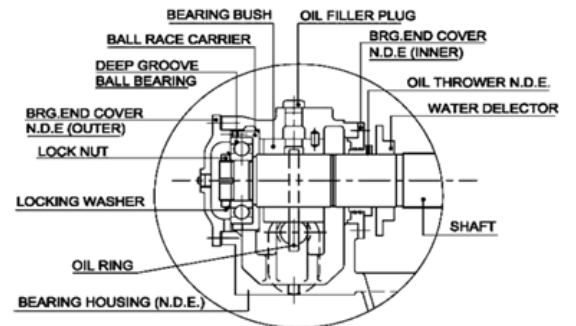 BEARING BUSH
OIL FILLER PLUG
BALL RACE CARRIER
BRG.END COVER
N.D.E (INNER)
DEEP GROOVE
BALL BEARING
OIL THROWER N.D.E.
BRG.END COVER
N.D.E (OUTER)
WATER DELECTOR
LOCK NUT
LOCKING WASHER
SHAFT
OIL RING
BEARING HOUSING (N.D.E.)